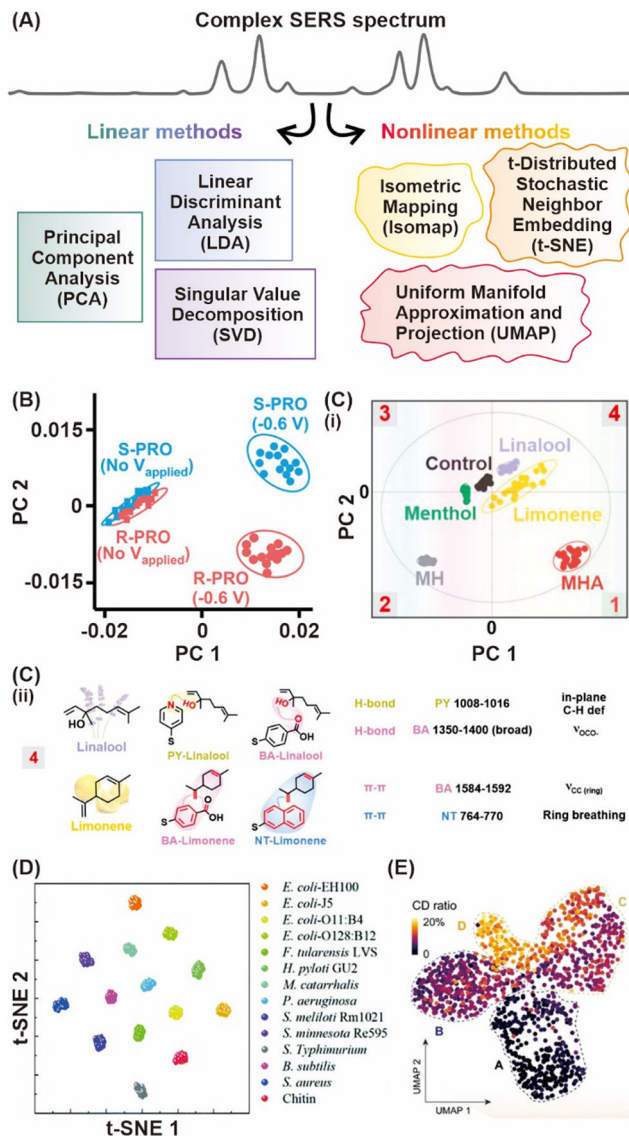 (A)
Complex SERS spectrum
Linear methods
Nonlinear methods
Principal
Component
Analysis
(PCA)
Linear
Discriminant
Analysis
(LDA)
Singular Value
Decomposition
(SVD)
Isometric
Mapping
(Isomap)
t-Distributed
Stochastic
Neighbor
Embedding
(t-SNE)
Uniform Manifold
Approximation and
Projection (UMAP)
(B)
PC 2
0.015
0
-0.015
-0.02
0
0.02
PC 1
S-PRO
(-0.6 V)
S-PRO
(No Vapplied)
R-PRO
(No Vapplied)
R-PRO
(-0.6 V)
(C)
(i)
3
4
2
1
PC 2
0
0
PC 1
Control
Linalool
Menthol
Limonene
MH
MHA
(C)
(ii)
4
HO
Linalool
N
HO
S
PY-Linalool
HO
O
OH
S
BA-Linalool
Limonene
O
OH
S
BA-Limonene
S
NT-Limonene
H-bond PY 1008-1016 in-plane
C-H def
H-bond BA 1350-1400 (broad) νOCO-
π-π BA 1584-1592 νCC (ring)
π-π NT 764-770 Ring breathing
(D)
t-SNE 2
t-SNE 1
E. coli-EH100
E. coli-J5
E. coli-O11:B4
E. coli-O128:B12
F. tularensis LVS
H. pyloti GU2
M. catarrhalis
P. aeruginosa
S. meliloti Rm1021
S. minnesota Re595
S. Typhimurium
B. subtilis
S. aureus
Chitin
(E)
CD ratio
20%
0
D
C
B
A
UMAP 2
UMAP 1